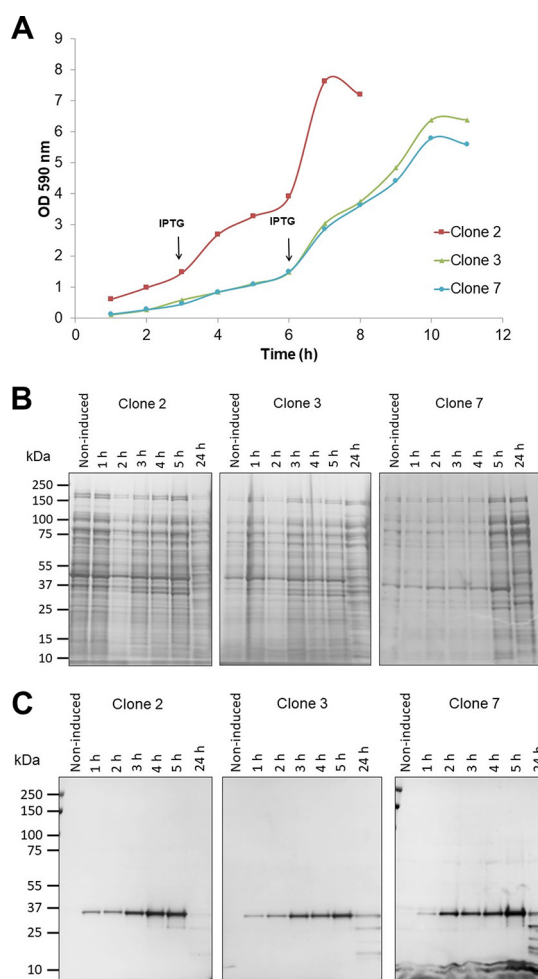 A
9
8
7
6
5
4
3
2
1
0
OD 590 nm
IPTG
IPTG
Clone 2
Clone 3
Clone 7
0 2 4 6 8 10 12
Time (h)
B
Clone 2 Clone 3 Clone 7
kDa
Non-induced 1 h 2 h 3 h 4 h 5 h 24 h
Non-induced 1 h 2 h 3 h 4 h 5 h 24 h
Non-induced 1 h 2 h 3 h 4 h 5 h 24 h
250
150
100
75
55
37
25
15
10
C
Clone 2 Clone 3 Clone 7
kDa
Non-induced 1 h 2 h 3 h 4 h 5 h 24 h
Non-induced 1 h 2 h 3 h 4 h 5 h 24 h
Non-induced 1 h 2 h 3 h 4 h 5 h 24 h
250
150
100
75
55
37
25
10